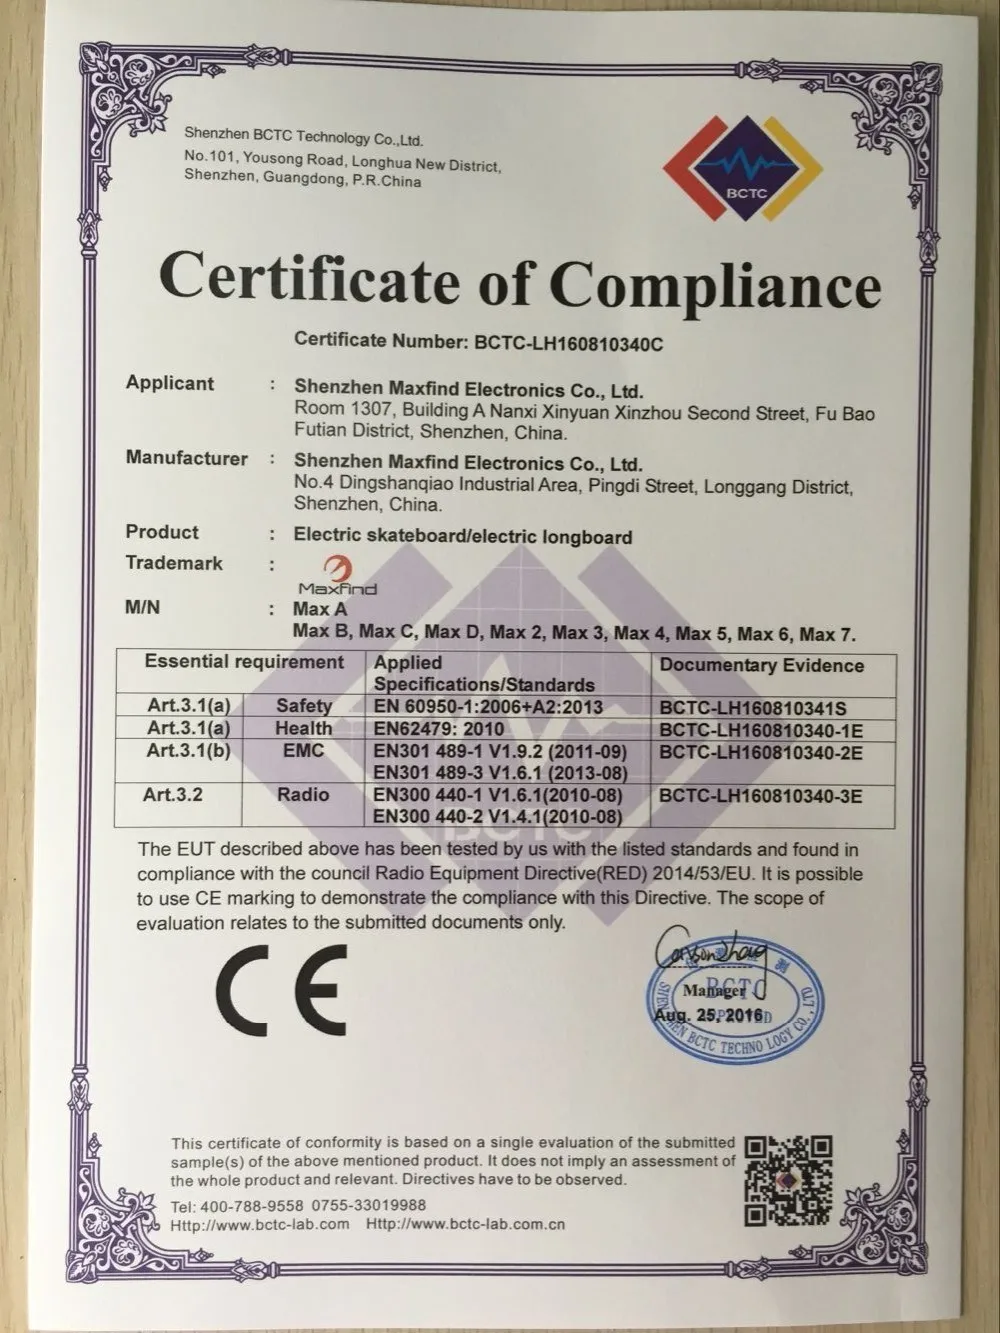 Shenzhen BCTC Technology Co.,Ltd.
No.101, Yousong Road, Longhua New District,
Shenzhen, Guangdong, P.R.China
BCTC
Certificate of Compliance
Certificate Number: BCTC-LH160810340C
Applicant : Shenzhen Maxfind Electronics Co., Ltd.
Room 1307, Building A Nanxi Xinyuan Xinzhou Second Street, Fu Bao
Futian District, Shenzhen, China.
Manufacturer : Shenzhen Maxfind Electronics Co., Ltd.
No.4 Dingshanqiao Industrial Area, Pingdi Street, Longgang District,
Shenzhen, China.
Product : Electric skateboard/electric longboard
Trademark :
Maxfind
M/N : Max A
Max B, Max C, Max D, Max 2, Max 3, Max 4, Max 5, Max 6, Max 7.
Essential requirement Applied Documentary Evidence
Specifications/Standards
Art.3.1(a) Safety EN 60950-1:2006+A2:2013 BCTC-LH160810341S
Art.3.1(a) Health EN62479: 2010 BCTC-LH160810340-1E
Art.3.1(b) EMC EN301 489-1 V1.9.2 (2011-09) BCTC-LH160810340-2E
EN301 489-3 V1.6.1 (2013-08)
Art.3.2 Radio EN300 440-1 V1.6.1(2010-08) BCTC-LH160810340-3E
EN300 440-2 V1.4.1(2010-08)
BCTC
The EUT described above has been tested by us with the listed standards and found in
compliance with the council Radio Equipment Directive(RED) 2014/53/EU. It is possible
to use CE marking to demonstrate the compliance with this Directive. The scope of
evaluation relates to the submitted documents only.
CE
Manager
Aug. 25, 2016
BCTC
SHENZHEN BCTC TECHNOLOGY CO.,LTD
This certificate of conformity is based on a single evaluation of the submitted
sample(s) of the above mentioned product. It does not imply an assessment of
the whole product and relevant. Directives have to be observed.
Tel: 400-788-9558 0755-33019988
Http://www.bctc-lab.com Http://www.bctc-lab.com.cn